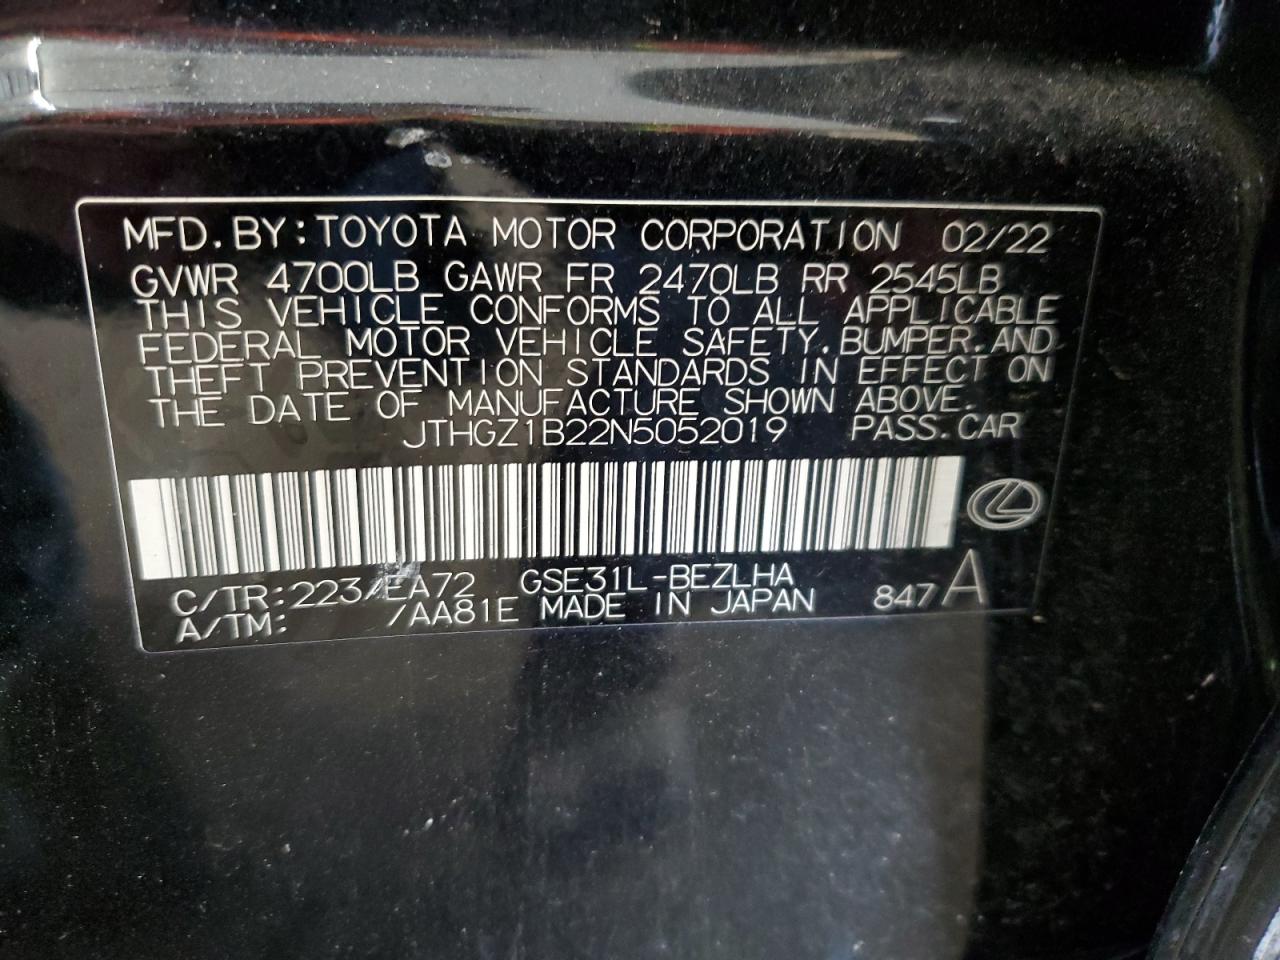 MFD.BY:TOYOTA MOTOR CORPORATION 02/22
GVWR 4700LB GAWR FR 2470LB RR 2545LB
THIS VEHICLE CONFORMS TO ALL APPLICABLE
FEDERAL MOTOR VEHICLE SAFETY,BUMPER,AND
THEFT PREVENTION STANDARDS IN EFFECT ON
THE DATE OF MANUFACTURE SHOWN ABOVE.
JTHGZ1B22N5052019 PASS.CAR
C/TR:223/EA72 GSE31L-BEZLHA 847 A
A/TM: /AA81E MADE IN JAPAN